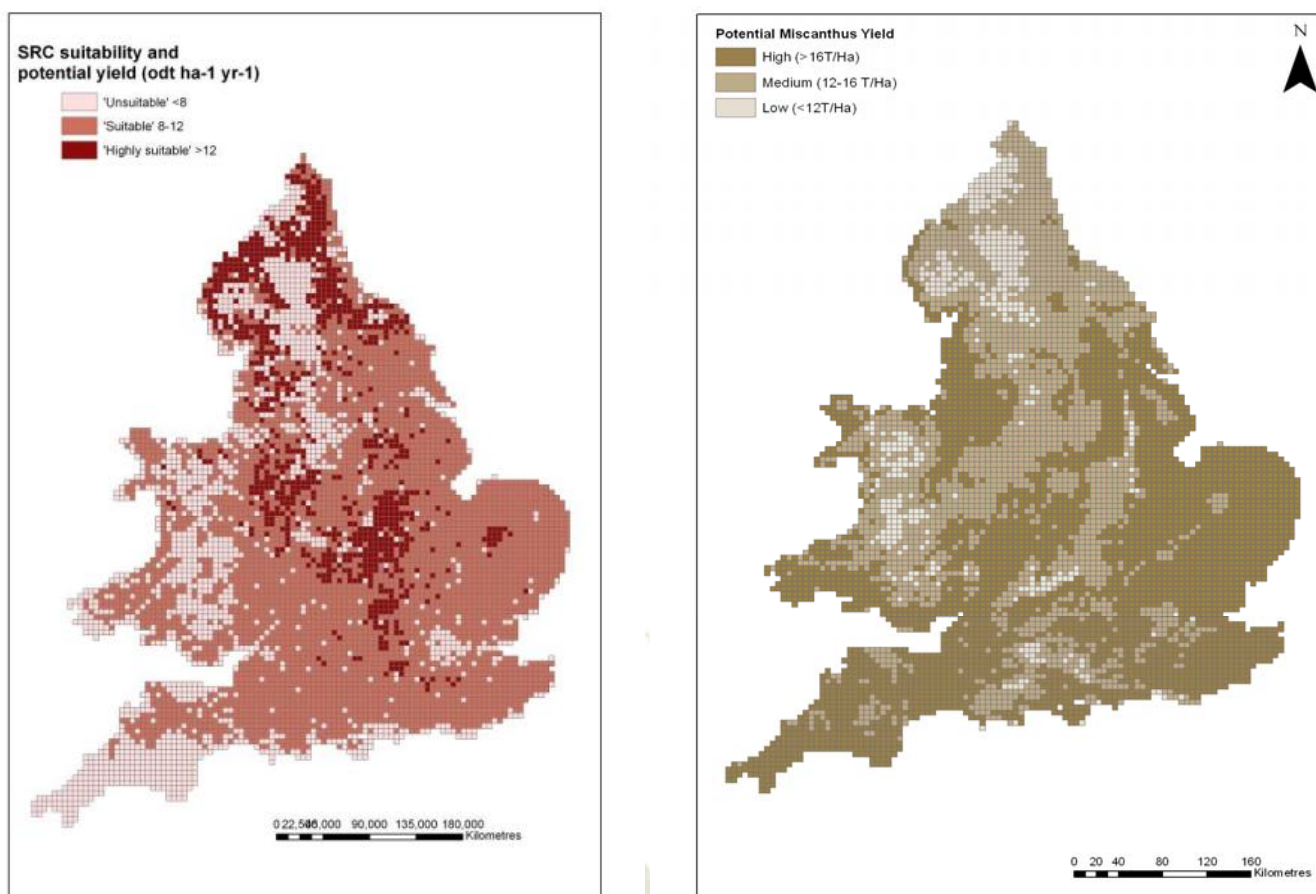 SRC suitability and
potential yield (odt ha-1 yr-1)
'Unsuitable' <8
'Suitable' 8-12
'Highly suitable' >12
90,000 135,000 180,000
Kilometres
Potential Miscanthus Yield
High (>16T/Ha)
Medium (12-16 T/Ha)
Low (<12T/Ha)
N
0 20 40 80 120 160
Kilometres